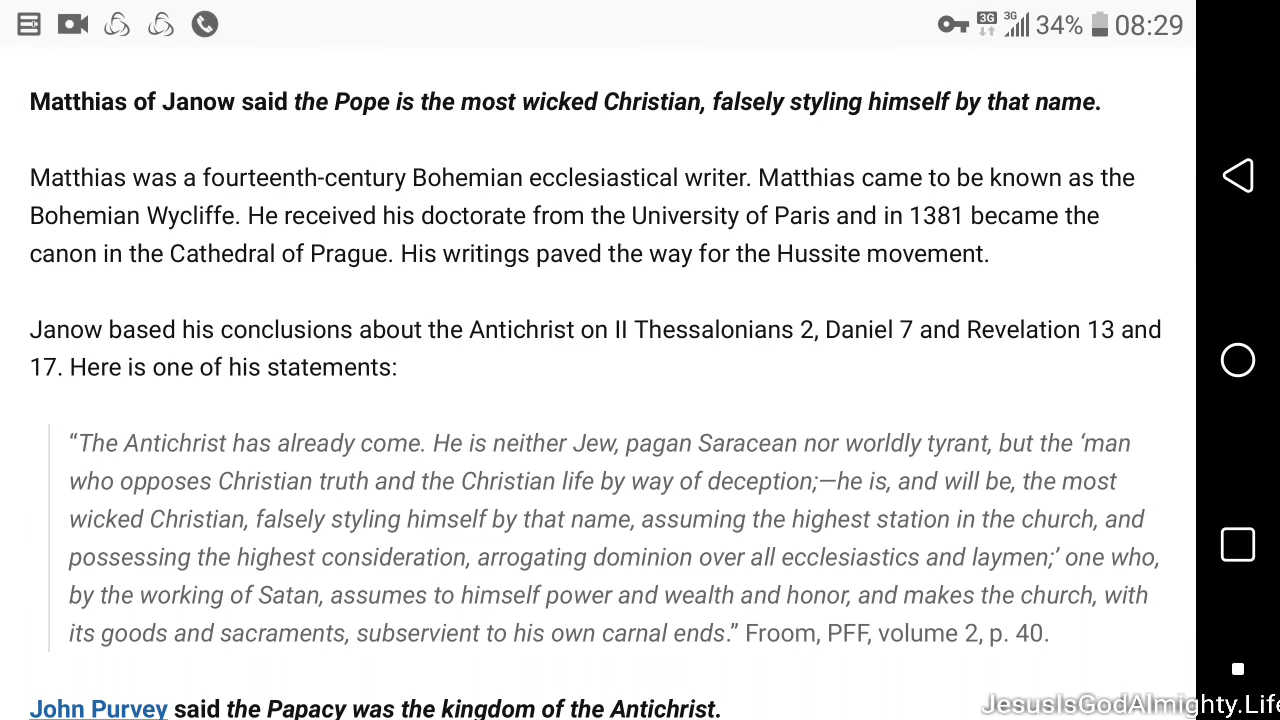 3G 3G 34% 08:29
Matthias of Janow said the Pope is the most wicked Christian, falsely styling himself by that name.
Matthias was a fourteenth-century Bohemian ecclesiastical writer. Matthias came to be known as the
Bohemian Wycliffe. He received his doctorate from the University of Paris and in 1381 became the
canon in the Cathedral of Prague. His writings paved the way for the Hussite movement.
Janow based his conclusions about the Antichrist on II Thessalonians 2, Daniel 7 and Revelation 13 and
17. Here is one of his statements:
“The Antichrist has already come. He is neither Jew, pagan Saracean nor worldly tyrant, but the ‘man
who opposes Christian truth and the Christian life by way of deception;—he is, and will be, the most
wicked Christian, falsely styling himself by that name, assuming the highest station in the church, and
possessing the highest consideration, arrogating dominion over all ecclesiastics and laymen;’ one who,
by the working of Satan, assumes to himself power and wealth and honor, and makes the church, with
its goods and sacraments, subservient to his own carnal ends.” Froom, PFF, volume 2, p. 40.
John Purvey said the Papacy was the kingdom of the Antichrist.
JesusIsGodAlmighty.Life